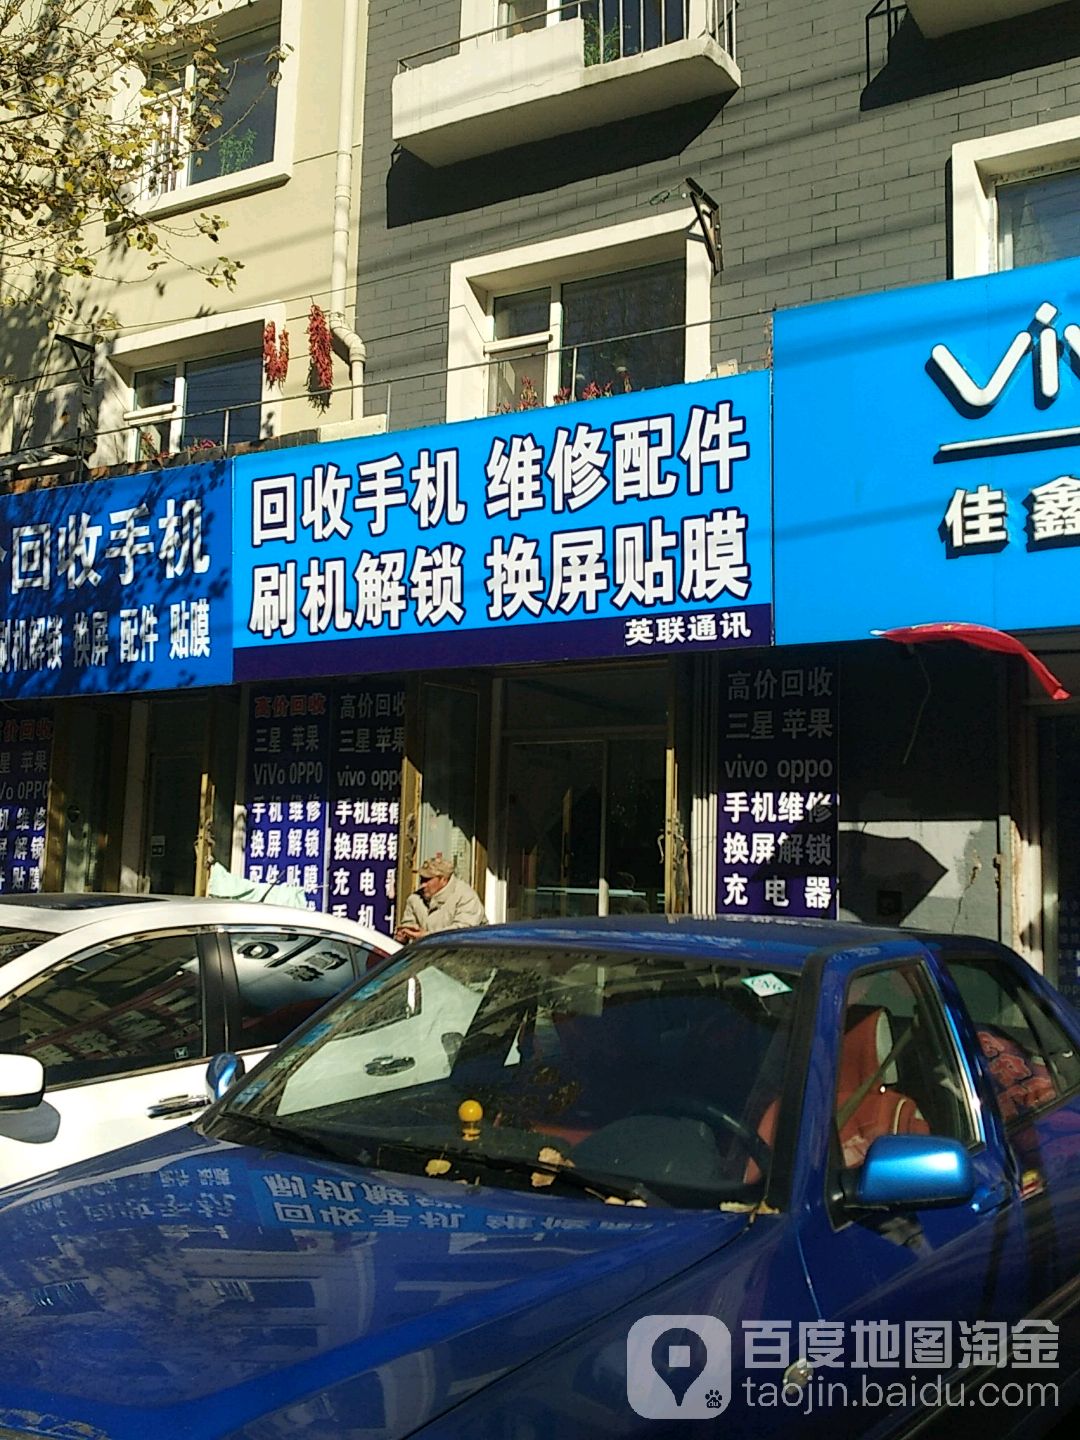 回收手机
刷机解锁 换屏 配件 贴膜
回收手机 维修配件
刷机解锁 换屏贴膜
英联通讯
佳鑫
高价回收
三星 苹果
ViVo OPPO
手机 维修
换屏 解锁
配件 贴膜
高价回收
三星 苹果
vivo oppo
手机维修
换屏解锁
充电器
手机
高价回收
三星 苹果
vivo oppo
手机维修
换屏解锁
充电器
CNG
百度地图淘金
taojin.baidu.com